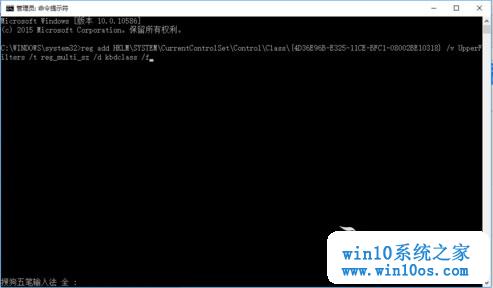 管理员: 命令提示符
Microsoft Windows [版本 10.0.10586]
(c) 2015 Microsoft Corporation。保留所有权利。
C:\WINDOWS\system32>reg add HKLM\SYSTEM\CurrentControlSet\Control\Class\{4D36E96B-E325-11CE-BFC1-08002BE10318} /v UpperF
ilters /t reg_multi_sz /d kbdclass /f
搜狗五笔输入法 全 :
win10系统之家
www.win10os.com